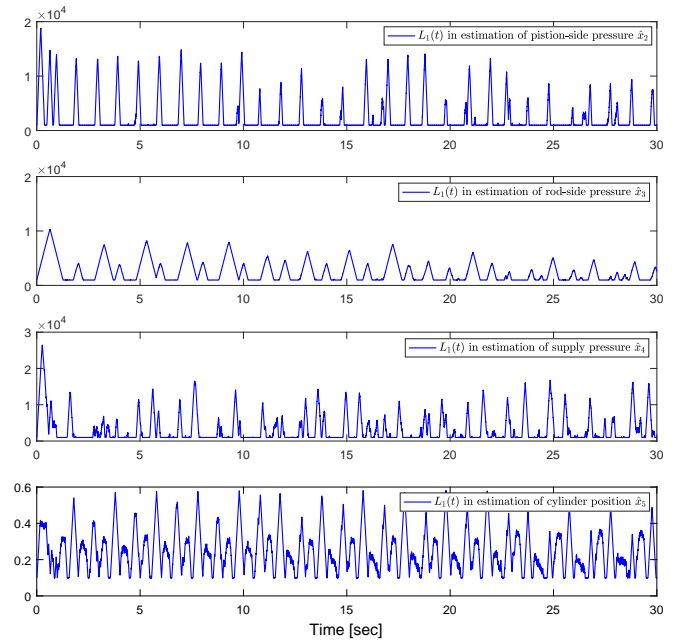 ×10⁴
L₁(t) in estimation of pistion-side pressure x̂₂
2
1
0
0 5 10 15 20 25 30
×10⁴
L₁(t) in estimation of rod-side pressure x̂₃
2
1
0
0 5 10 15 20 25 30
×10⁴
L₁(t) in estimation of supply pressure x̂₄
3
2
1
0
0 5 10 15 20 25 30
L₁(t) in estimation of cylinder position x̂₅
0.6
0.4
0.2
0
0 5 10 15 20 25 30
Time [sec]